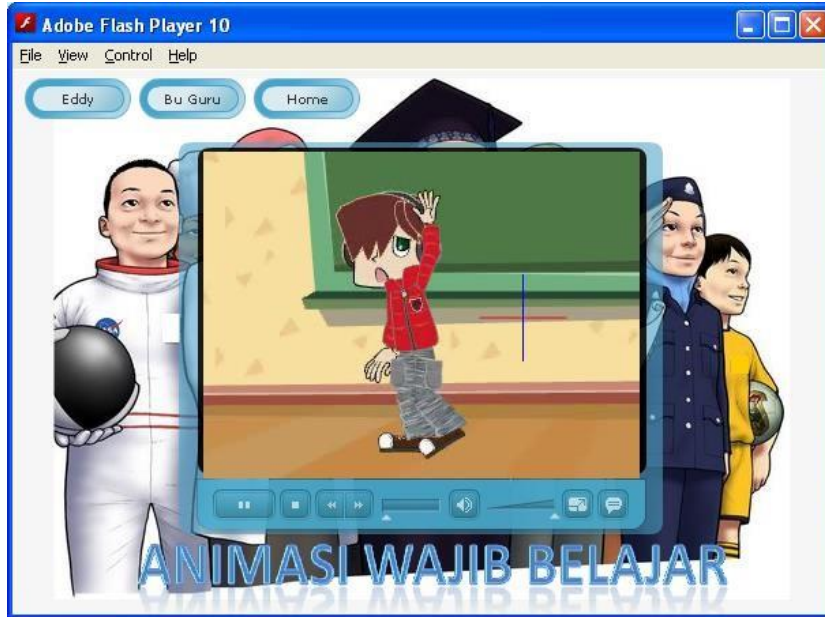 Adobe Flash Player 10
File View Control Help
Eddy Bu Guru Home
ANIMASI WAJIB BELAJAR